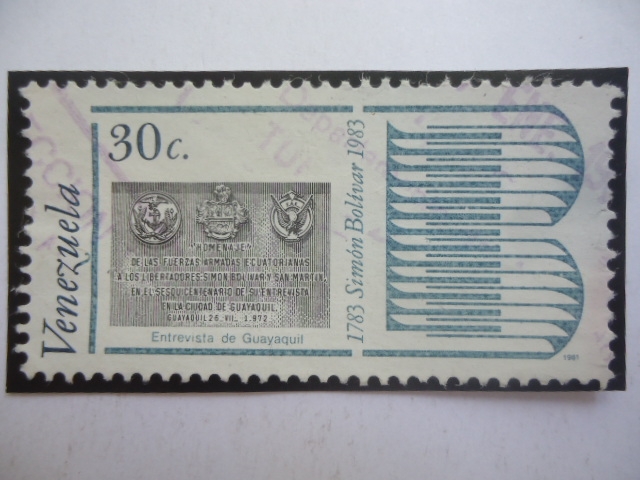 Venezuela
30c.
"HOMENAJE"
DE LAS FUERZAS ARMADAS ECUATORIANAS
A LOS LIBERTADORES: SIMON BOLIVAR Y SAN MARTIN,
EN EL SESQUICENTENARIO DE SU ENTREVISTA
EN LA CIUDAD DE GUAYAQUIL.
GUAYAQUIL 26 - VII - 1.972
Entrevista de Guayaquil
1783 Simón Bolívar 1983
1981